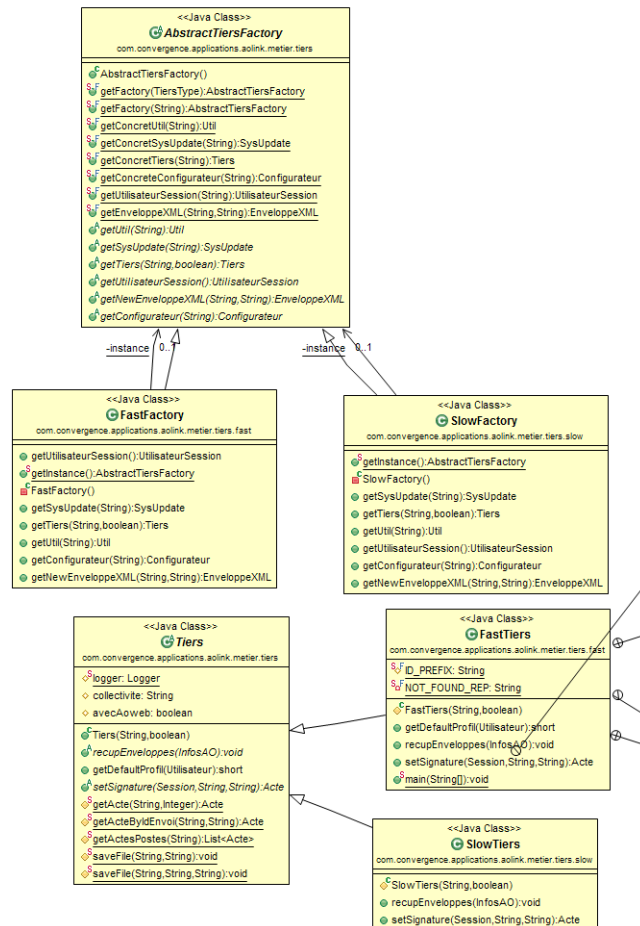 <<Java Class>>
AbstractTiersFactory
com.convergence.applications.aolink.metier.tiers
AbstractTiersFactory()
getFactory(TiersType):AbstractTiersFactory
getFactory(String):AbstractTiersFactory
getConcretUtil(String):Util
getConcretSysUpdate(String):SysUpdate
getConcretTiers(String):Tiers
getConcreteConfigurateur(String):Configurateur
getUtilisateurSession(String):UtilisateurSession
getEnveloppeXML(String,String):EnveloppeXML
getUtil(String):Util
getSysUpdate(String):SysUpdate
getTiers(String,boolean):Tiers
getUtilisateurSession():UtilisateurSession
getNewEnveloppeXML(String,String):EnveloppeXML
getConfigurateur(String):Configurateur
-instance 0..1
-instance 0..1
<<Java Class>>
FastFactory
com.convergence.applications.aolink.metier.tiers.fast
getUtilisateurSession():UtilisateurSession
getInstance():AbstractTiersFactory
FastFactory()
getSysUpdate(String):SysUpdate
getTiers(String,boolean):Tiers
getUtil(String):Util
getConfigurateur(String):Configurateur
getNewEnveloppeXML(String,String):EnveloppeXML
<<Java Class>>
SlowFactory
com.convergence.applications.aolink.metier.tiers.slow
getInstance():AbstractTiersFactory
SlowFactory()
getSysUpdate(String):SysUpdate
getTiers(String,boolean):Tiers
getUtil(String):Util
getUtilisateurSession():UtilisateurSession
getConfigurateur(String):Configurateur
getNewEnveloppeXML(String,String):EnveloppeXML
<<Java Class>>
Tiers
com.convergence.applications.aolink.metier.tiers
logger: Logger
collectivite: String
avecAoweb: boolean
Tiers(String,boolean)
recupEnveloppes(InfosAO):void
getDefaultProfil(Utilisateur):short
setSignature(Session,String,String):Acte
getActe(String,Integer):Acte
getActeByIdEnvoi(String,String):Acte
getActesPostes(String):List<Acte>
saveFile(String,String):void
saveFile(String,String,String):void
<<Java Class>>
FastTiers
com.convergence.applications.aolink.metier.tiers.fast
ID_PREFIX: String
NOT_FOUND_REP: String
FastTiers(String,boolean)
getDefaultProfil(Utilisateur):short
recupEnveloppes(InfosAO):void
setSignature(Session,String,String):Acte
main(String[]):void
<<Java Class>>
SlowTiers
com.convergence.applications.aolink.metier.tiers.slow
SlowTiers(String,boolean)
recupEnveloppes(InfosAO):void
setSignature(Session,String,String):Acte